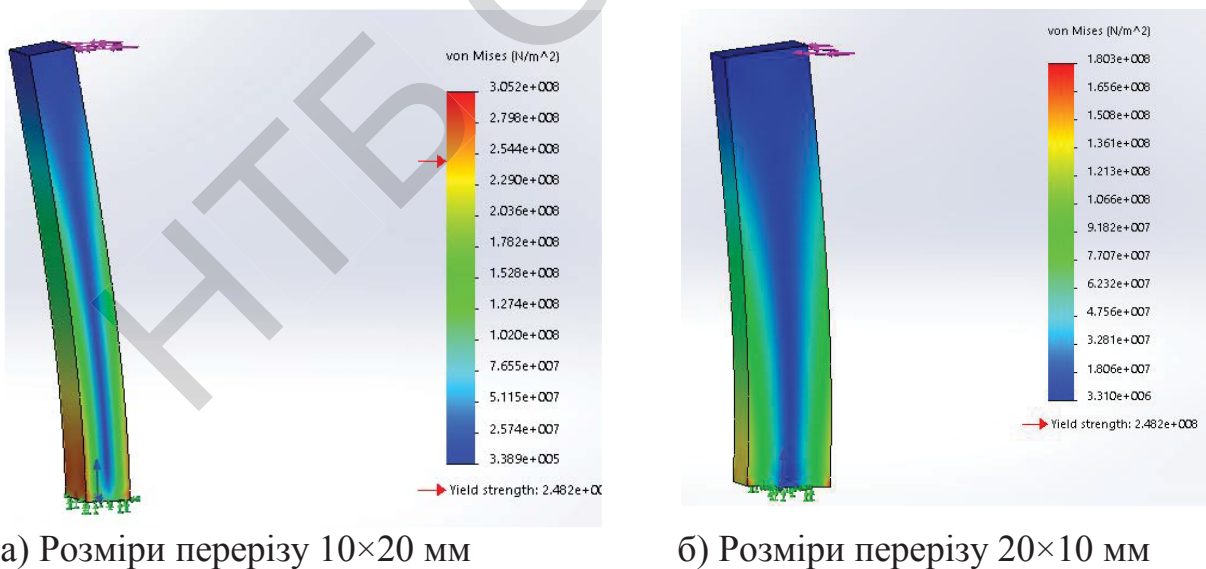 НТБ
von Mises (N/m^2)
3.052e+008
2.798e+008
2.544e+008
2.290e+008
2.036e+008
1.782e+008
1.528e+008
1.274e+008
1.020e+008
7.655e+007
5.115e+007
2.574e+007
3.389e+005
Yield strength: 2.482e+00
von Mises (N/m^2)
1.803e+008
1.656e+008
1.508e+008
1.361e+008
1.213e+008
1.066e+008
9.182e+007
7.707e+007
6.232e+007
4.756e+007
3.281e+007
1.806e+007
3.310e+006
Yield strength: 2.482e+008
а) Розміри перерізу 10×20 мм
б) Розміри перерізу 20×10 мм